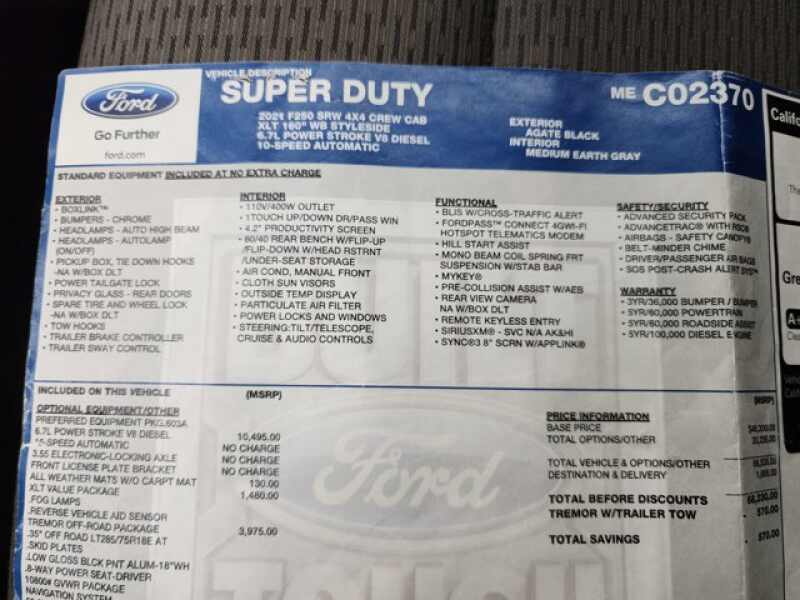 Ford
Go Further
ford.com
VEHICLE DESCRIPTION
SUPER DUTY
2021 F250 SRW 4X4 CREW CAB
XLT 160" WB STYLESIDE
6.7L POWER STROKE V8 DIESEL
10-SPEED AUTOMATIC
EXTERIOR
AGATE BLACK
INTERIOR
MEDIUM EARTH GRAY
ME C02370
STANDARD EQUIPMENT INCLUDED AT NO EXTRA CHARGE
EXTERIOR
• BOXLINK™
• BUMPERS - CHROME
• HEADLAMPS - AUTO HIGH BEAM
• HEADLAMPS - AUTOLAMP
(ON/OFF)
• PICKUP BOX, TIE DOWN HOOKS
-NA W/BOX DLT
• POWER TAILGATE LOCK
• PRIVACY GLASS - REAR DOORS
• SPARE TIRE AND WHEEL LOCK
-NA W/BOX DLT
• TOW HOOKS
• TRAILER BRAKE CONTROLLER
• TRAILER SWAY CONTROL
INTERIOR
• 110V/400W OUTLET
• 1TOUCH UP/DOWN DR/PASS WIN
• 4.2" PRODUCTIVITY SCREEN
• 60/40 REAR BENCH W/FLIP-UP
/FLIP-DOWN W/HEAD RSTRNT
/UNDER-SEAT STORAGE
• AIR COND, MANUAL FRONT
• CLOTH SUN VISORS
• OUTSIDE TEMP DISPLAY
• PARTICULATE AIR FILTER
• POWER LOCKS AND WINDOWS
• STEERING:TILT/TELESCOPE,
CRUISE & AUDIO CONTROLS
FUNCTIONAL
• BLIS W/CROSS-TRAFFIC ALERT
• FORDPASS™ CONNECT 4GWI-FI
HOTSPOT TELEMATICS MODEM
• HILL START ASSIST
• MONO BEAM COIL SPRING FRT
SUSPENSION W/STAB BAR
• MYKEY®
• PRE-COLLISION ASSIST W/AEB
• REAR VIEW CAMERA
NA W/BOX DLT
• REMOTE KEYLESS ENTRY
• SIRIUSXM® - SVC N/A AK&HI
• SYNC®3 8" SCRN W/APPLINK®
SAFETY/SECURITY
• ADVANCED SECURITY PACK
• ADVANCETRAC® WITH RSC®
• AIRBAGS - SAFETY CANOPY®
• BELT-MINDER CHIME
• DRIVER/PASSENGER AIR BAGS
• SOS POST-CRASH ALERT SYS™
WARRANTY
• 3YR/36,000 BUMPER / BUMPER
• 5YR/60,000 POWERTRAIN
• 5YR/60,000 ROADSIDE ASSIST
• 5YR/100,000 DIESEL ENGINE
INCLUDED ON THIS VEHICLE (MSRP)
OPTIONAL EQUIPMENT/OTHER
PREFERRED EQUIPMENT PKG.603A
6.7L POWER STROKE V8 DIESEL 10,495.00
-SPEED AUTOMATIC NO CHARGE
3.55 ELECTRONIC-LOCKING AXLE NO CHARGE
FRONT LICENSE PLATE BRACKET NO CHARGE
ALL WEATHER MATS W/O CARPT MAT 130.00
XLT VALUE PACKAGE 1,480.00
.FOG LAMPS
.REVERSE VEHICLE AID SENSOR
TREMOR OFF-ROAD PACKAGE 3,975.00
.35" OFF ROAD LT285/75R18E AT
.SKID PLATES
.LOW GLOSS BLCK PNT ALUM-18"WH
.8-WAY POWER SEAT-DRIVER
10800# GVWR PACKAGE
NAVIGATION SYSTEM
(MSRP)
PRICE INFORMATION
BASE PRICE
TOTAL OPTIONS/OTHER
TOTAL VEHICLE & OPTIONS/OTHER
DESTINATION & DELIVERY
TOTAL BEFORE DISCOUNTS
TREMOR W/TRAILER TOW - 570.00
TOTAL SAVINGS - 570.00
Califor
Gre